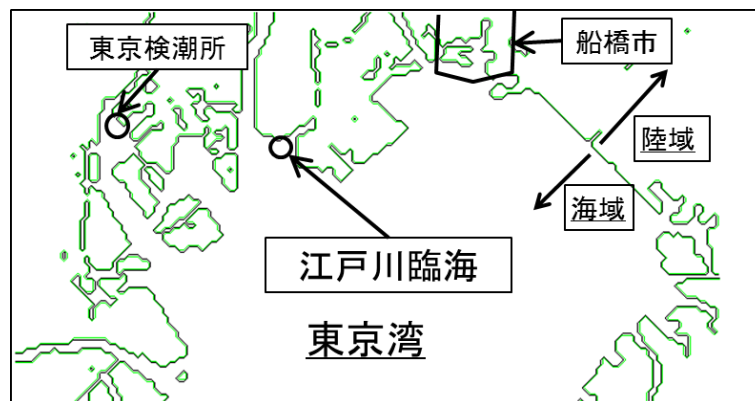 東京検潮所
船橋市
陸域
海域
江戸川臨海
東京湾